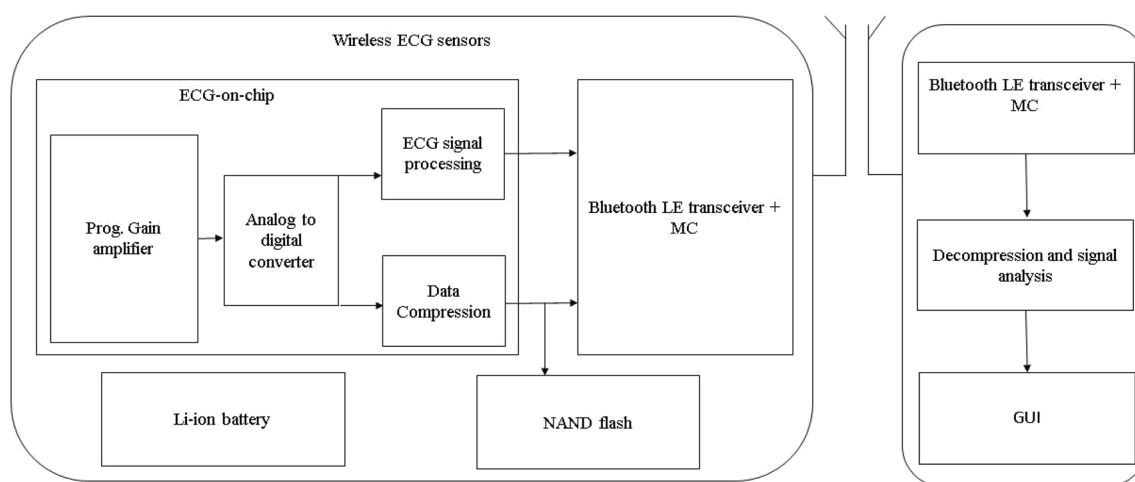 Wireless ECG sensors
ECG-on-chip
Prog. Gain
amplifier
Analog to
digital
converter
ECG signal
processing
Data
Compression
Bluetooth LE transceiver +
MC
Li-ion battery
NAND flash
Bluetooth LE transceiver +
MC
Decompression and signal
analysis
GUI